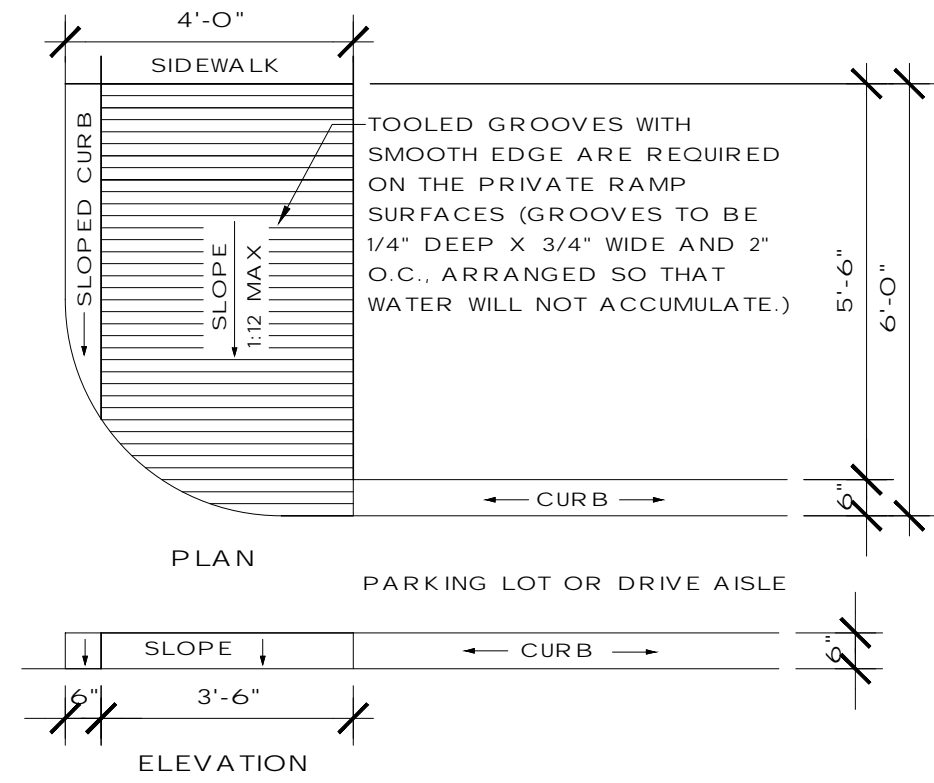 4'-0"
SIDEWALK
SLOPED CURB
SLOPE
1:12 MAX
TOOLED GROOVES WITH
SMOOTH EDGE ARE REQUIRED
ON THE PRIVATE RAMP
SURFACES (GROOVES TO BE
1/4" DEEP X 3/4" WIDE AND 2"
O.C., ARRANGED SO THAT
WATER WILL NOT ACCUMULATE.)
5'-6"
6'-0"
CURB
6"
PLAN
PARKING LOT OR DRIVE AISLE
SLOPE
CURB
6"
6"
3'-6"
ELEVATION